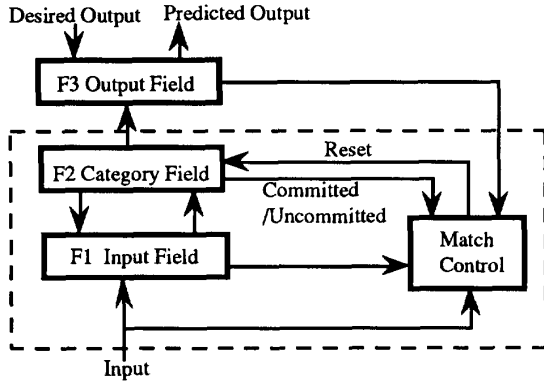 Desired Output
Predicted Output
F3 Output Field
Reset
F2 Category Field
Committed
/Uncommitted
F1 Input Field
Match
Control
Input